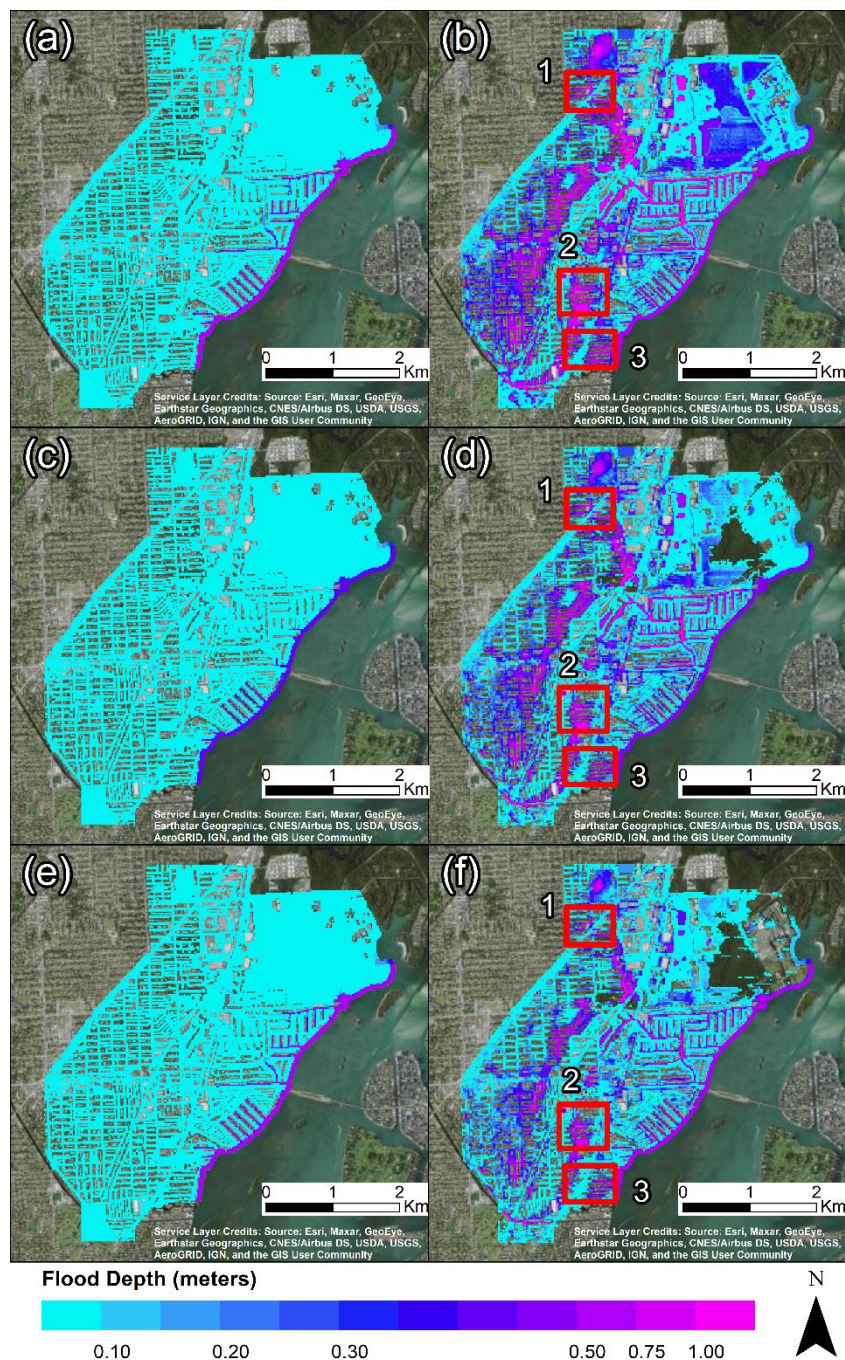 (a)
0 1 2
Km
Service Layer Credits: Source: Esri, Maxar, GeoEye,
Earthstar Geographics, CNES/Airbus DS, USDA, USGS,
AeroGRID, IGN, and the GIS User Community
(b)
1
2
3
0 1 2
Km
Service Layer Credits: Source: Esri, Maxar, GeoEye,
Earthstar Geographics, CNES/Airbus DS, USDA, USGS,
AeroGRID, IGN, and the GIS User Community
(c)
0 1 2
Km
Service Layer Credits: Source: Esri, Maxar, GeoEye,
Earthstar Geographics, CNES/Airbus DS, USDA, USGS,
AeroGRID, IGN, and the GIS User Community
(d)
1
2
3
0 1 2
Km
Service Layer Credits: Source: Esri, Maxar, GeoEye,
Earthstar Geographics, CNES/Airbus DS, USDA, USGS,
AeroGRID, IGN, and the GIS User Community
(e)
0 1 2
Km
Service Layer Credits: Source: Esri, Maxar, GeoEye,
Earthstar Geographics, CNES/Airbus DS, USDA, USGS,
AeroGRID, IGN, and the GIS User Community
(f)
1
2
3
0 1 2
Km
Service Layer Credits: Source: Esri, Maxar, GeoEye,
Earthstar Geographics, CNES/Airbus DS, USDA, USGS,
AeroGRID, IGN, and the GIS User Community
Flood Depth (meters)
N
0.10 0.20 0.30 0.50 0.75 1.00